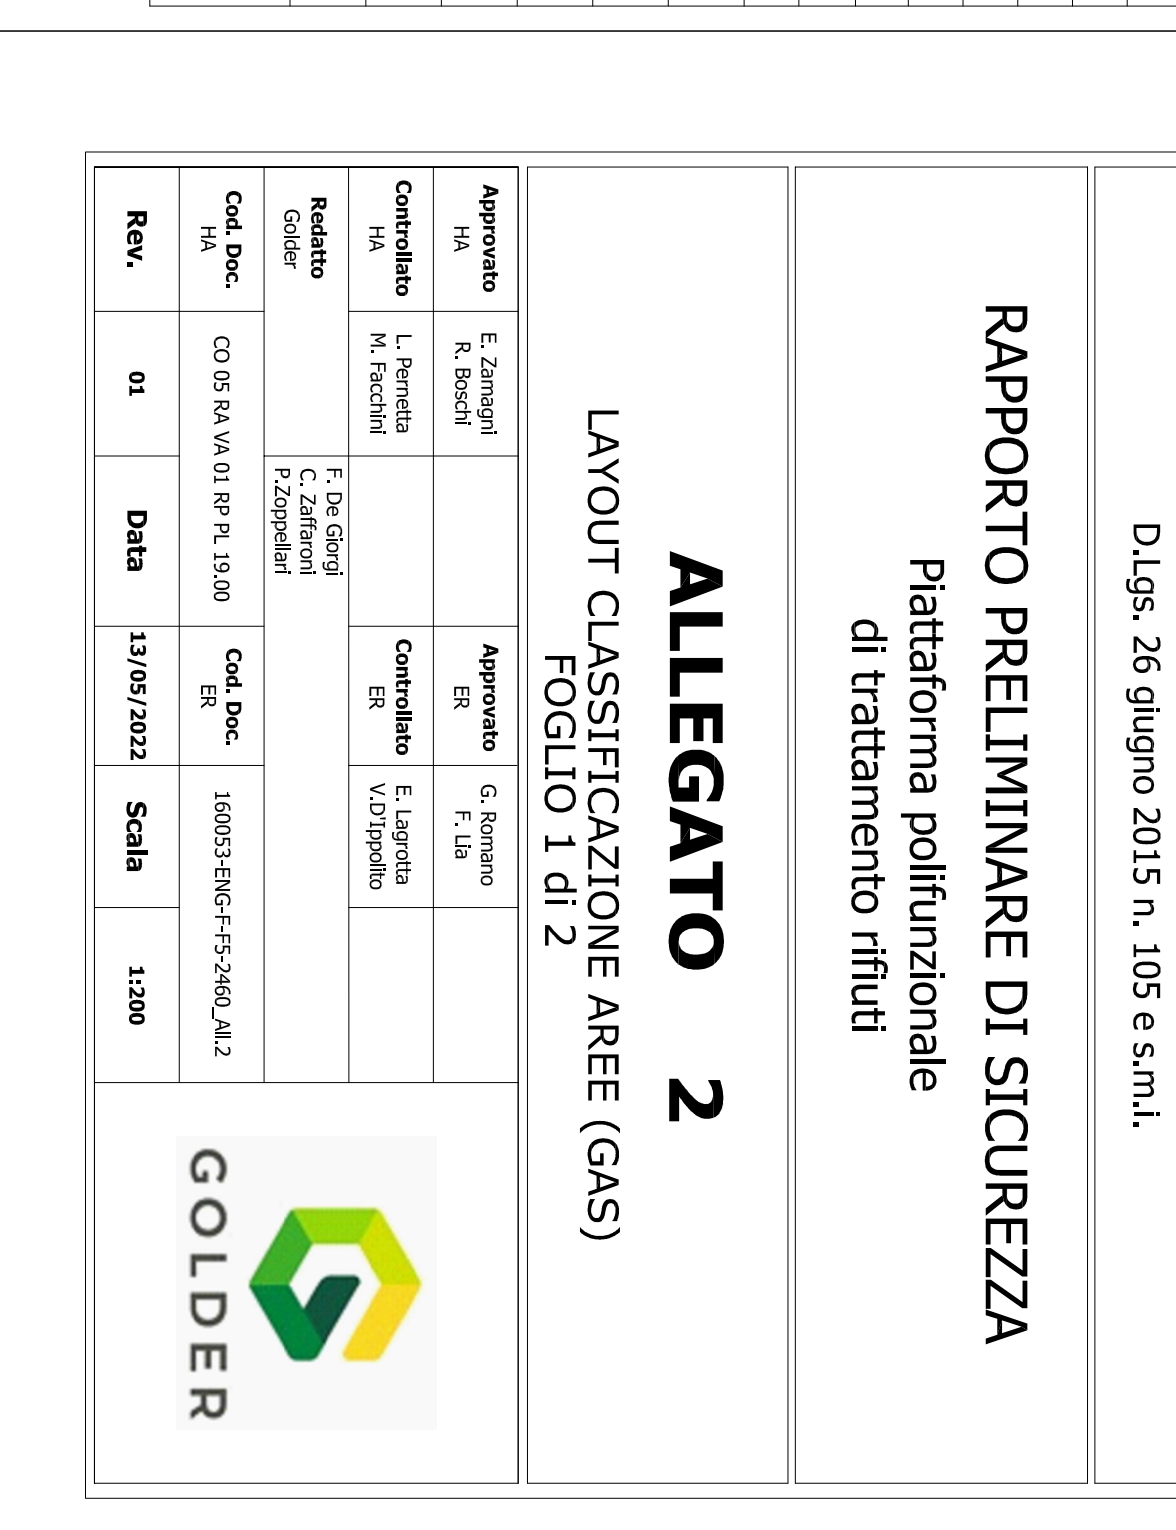 D.Lgs. 26 giugno 2015 n. 105 e s.m.i.
RAPPORTO PRELIMINARE DI SICUREZZA
Piattaforma polifunzionale
di trattamento rifiuti
ALLEGATO 2
LAYOUT CLASSIFICAZIONE AREE (GAS)
FOGLIO 1 di 2
Approvato
HA
E. Zamagni
R. Boschi
Approvato
ER
G. Romano
F. Lia
Controllato
HA
L. Pernetta
M. Facchini
Controllato
ER
E. Lagrotta
V.D'Ippolito
Redatto
Golder
F. De Giorgi
C. Zaffaroni
P.Zoppellari
Cod. Doc.
HA
CO 05 RA VA 01 RP PL 19.00
Cod. Doc.
ER
160053-ENG-F-F5-2460_All.2
Rev.
01
Data
13/05/2022
Scala
1:200
GOLDER